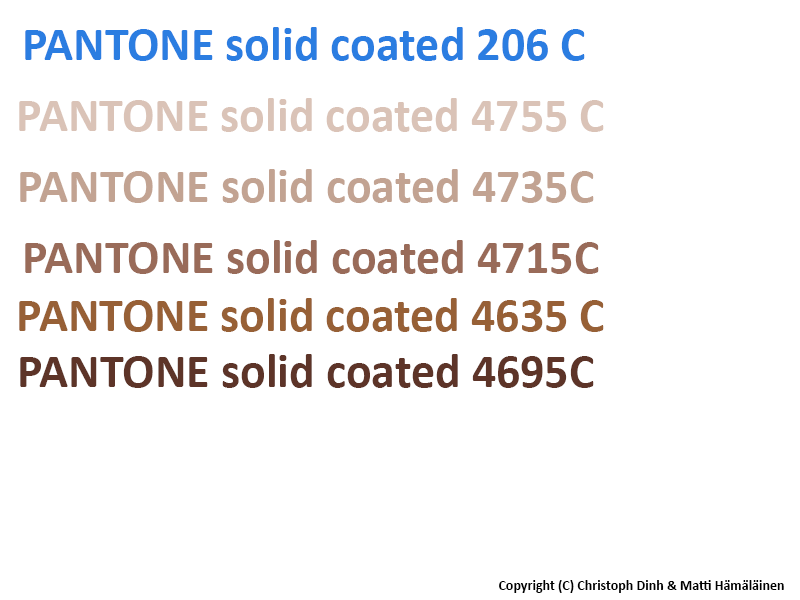 PANTONE solid coated 206 C
PANTONE solid coated 4755 C
PANTONE solid coated 4735C
PANTONE solid coated 4715C
PANTONE solid coated 4635 C
PANTONE solid coated 4695C
Copyright (C) Christoph Dinh & Matti Hämäläinen